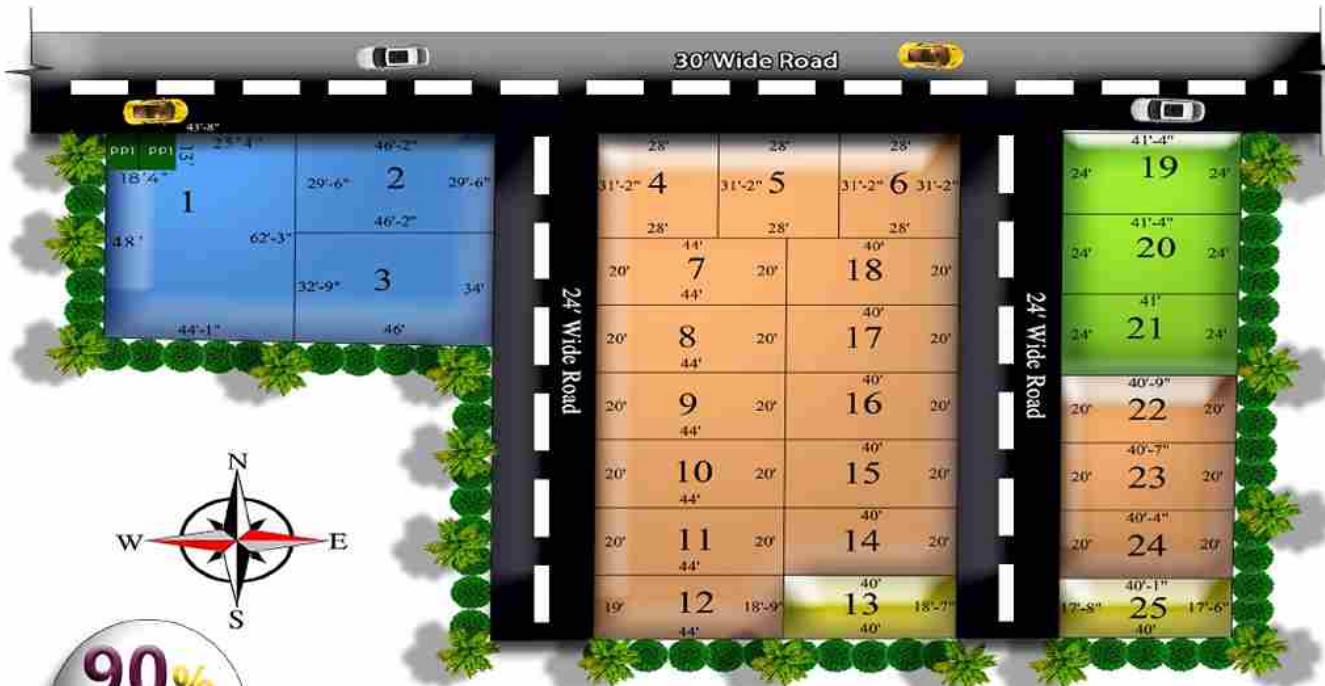 30'Wide Road
43'-8"
PP1 PP1
13'
25"4'
18'4"
1
48'
62'-3"
44'-1"
46'-2"
29'-6" 2 29'-6"
46'-2"
32'-9" 3 34'
46'
24' Wide Road
28' 28' 28'
31'-2" 4 31'-2" 5 31'-2" 6 31'-2"
28' 28' 28'
44' 40'
20' 7 20' 18 20'
44'
40'
20' 8 20' 17 20'
44'
40'
20' 9 20' 16 20'
44'
40'
20' 10 20' 15 20'
44'
40'
20' 11 20' 14 20'
44'
40'
19' 12 18'-9" 13 18'-7"
44' 40'
24' Wide Road
41'-4"
24' 19 24'
41'-4"
24' 20 24'
41'
24' 21 24'
40'-9"
20' 22 20'
40'-7"
20' 23 20'
40'-4"
20' 24 20'
40'-1"
17'-8" 25 17'-6"
40'
N
W E
S
90%